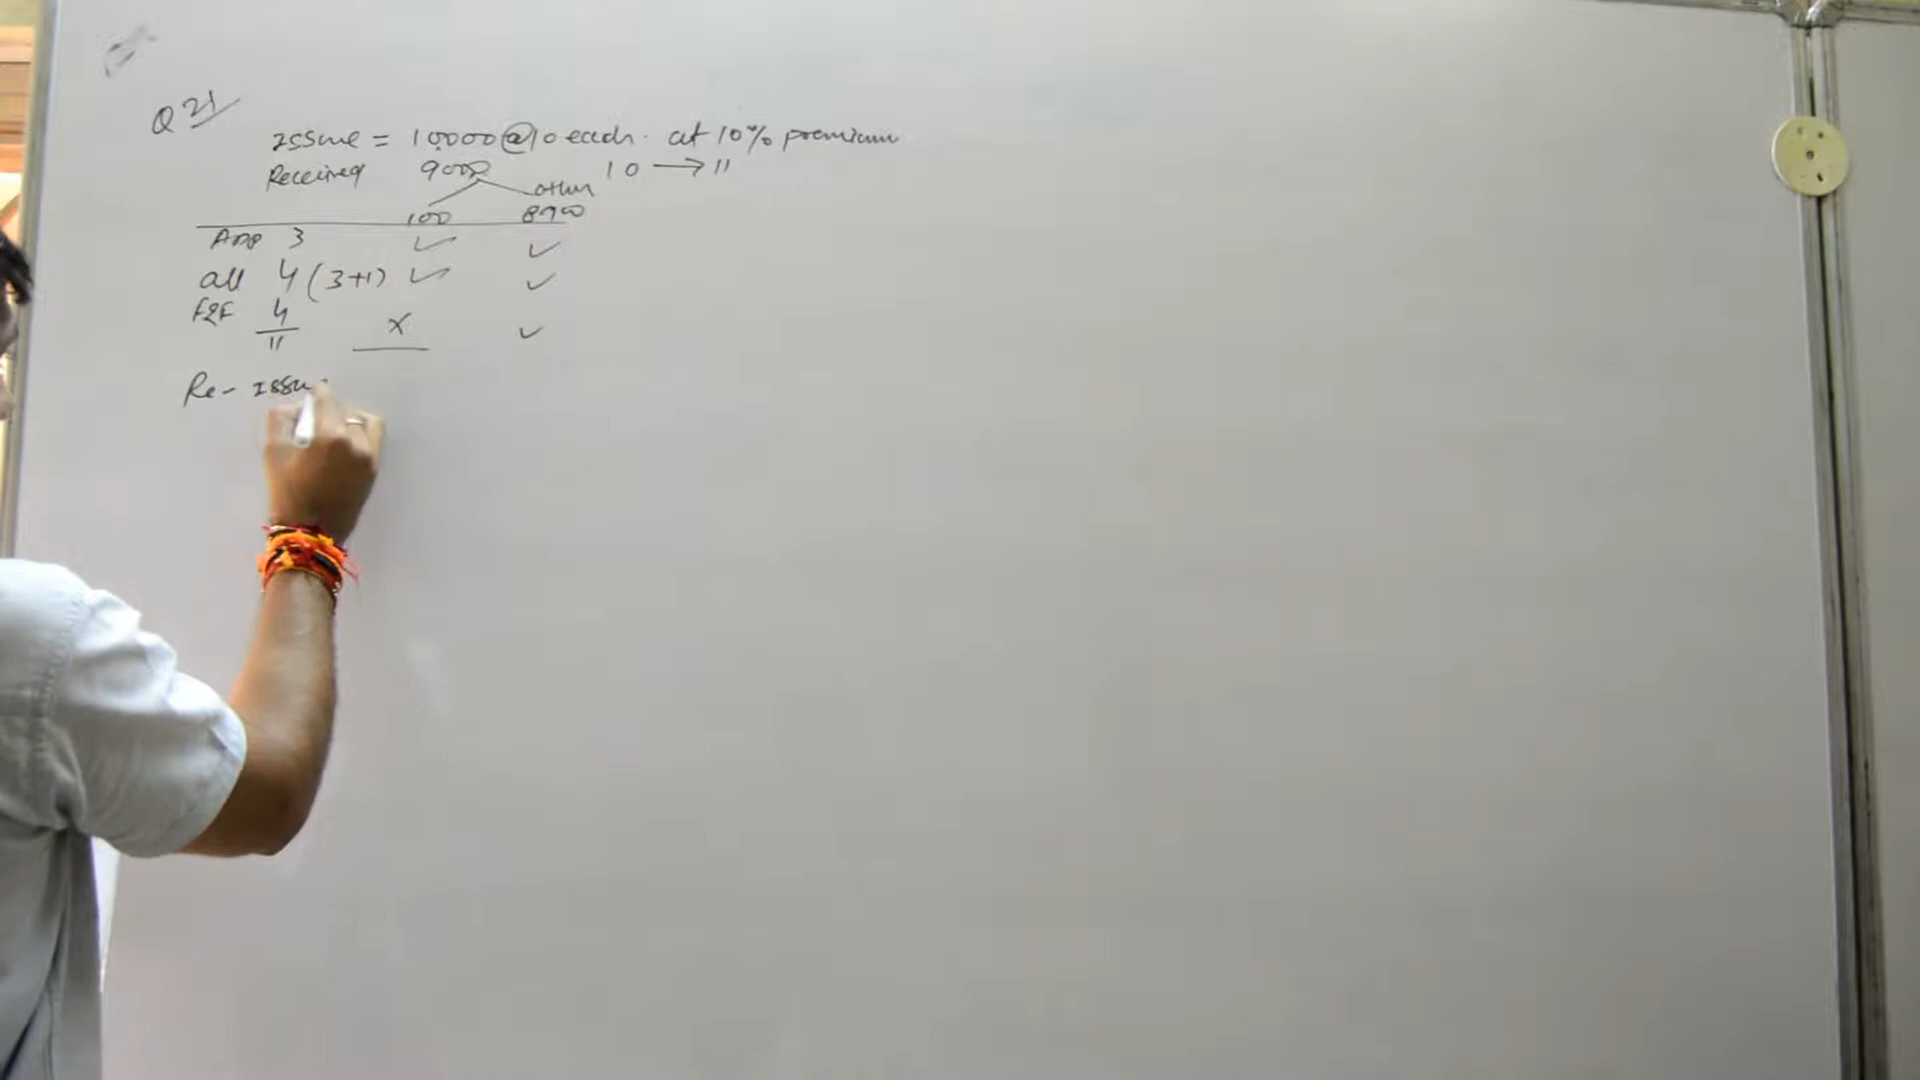 Q 21
Issue = 10000 @ 10 each. at 10% premium
Received 9000 10 → 11
other
100 8900
App 3 ✓ ✓
all 4 (3+1) ✓ ✓
F&F 4 x ✓
11
Re-Issu